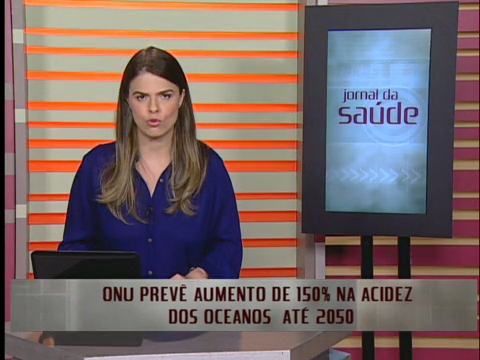 jornal da
saúde
ONU PREVÊ AUMENTO DE 150% NA ACIDEZ
DOS OCEANOS ATÉ 2050